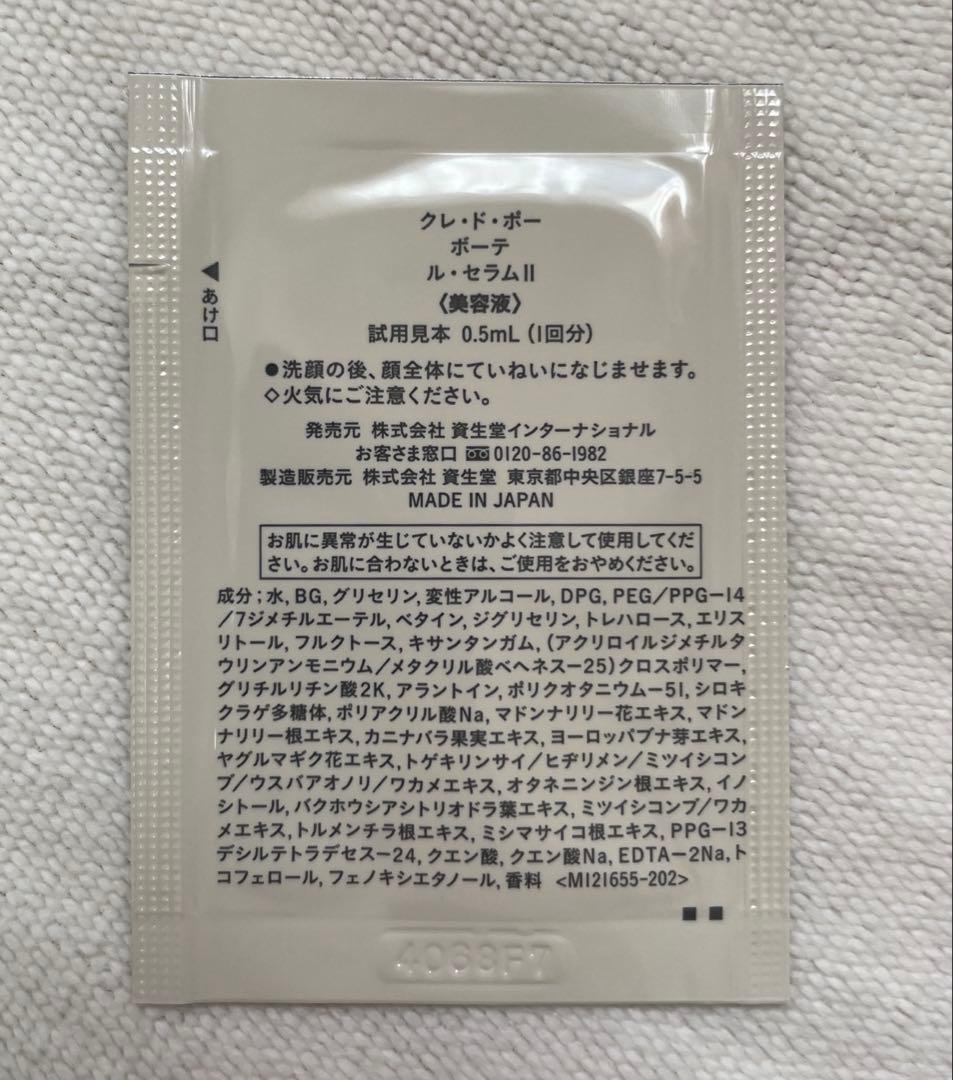 クレ・ド・ポー
ボーテ
ル・セラムⅡ
〈美容液〉
試用見本 0.5mL (1回分)
◀あけ口
●洗顔の後、顔全体にていねいになじませます。
◇火気にご注意ください。
発売元 株式会社 資生堂インターナショナル
お客さま窓口 0120-86-1982
製造販売元 株式会社 資生堂 東京都中央区銀座7-5-5
MADE IN JAPAN
お肌に異常が生じていないかよく注意して使用してくだ
さい。お肌に合わないときは、ご使用をおやめください。
成分；水, BG, グリセリン, 変性アルコール, DPG, PEG／PPG－14
／7ジメチルエーテル, ベタイン, ジグリセリン, トレハロース, エリス
リトール, フルクトース, キサンタンガム, (アクリロイルジメチルタ
ウリンアンモニウム／メタクリル酸ベヘネス－25) クロスポリマー,
グリチルリチン酸2K, アラントイン, ポリクオタニウム－51, シロキ
クラゲ多糖体, ポリアクリル酸Na, マドンナリリー花エキス, マドン
ナリリー根エキス, カニナバラ果実エキス, ヨーロッパブナ芽エキス,
ヤグルマギク花エキス, トゲキリンサイ／ヒヂリメン／ミツイシコン
ブ／ウスバアオノリ／ワカメエキス, オタネニンジン根エキス, イノ
シトール, バクホウシアシトリオドラ葉エキス, ミツイシコンブ／ワカ
メエキス, トルメンチラ根エキス, ミシマサイコ根エキス, PPG－13
デシルテトラデセス－24, クエン酸, クエン酸Na, EDTA－2Na, ト
コフェロール, フェノキシエタノール, 香料 <M121655-202>